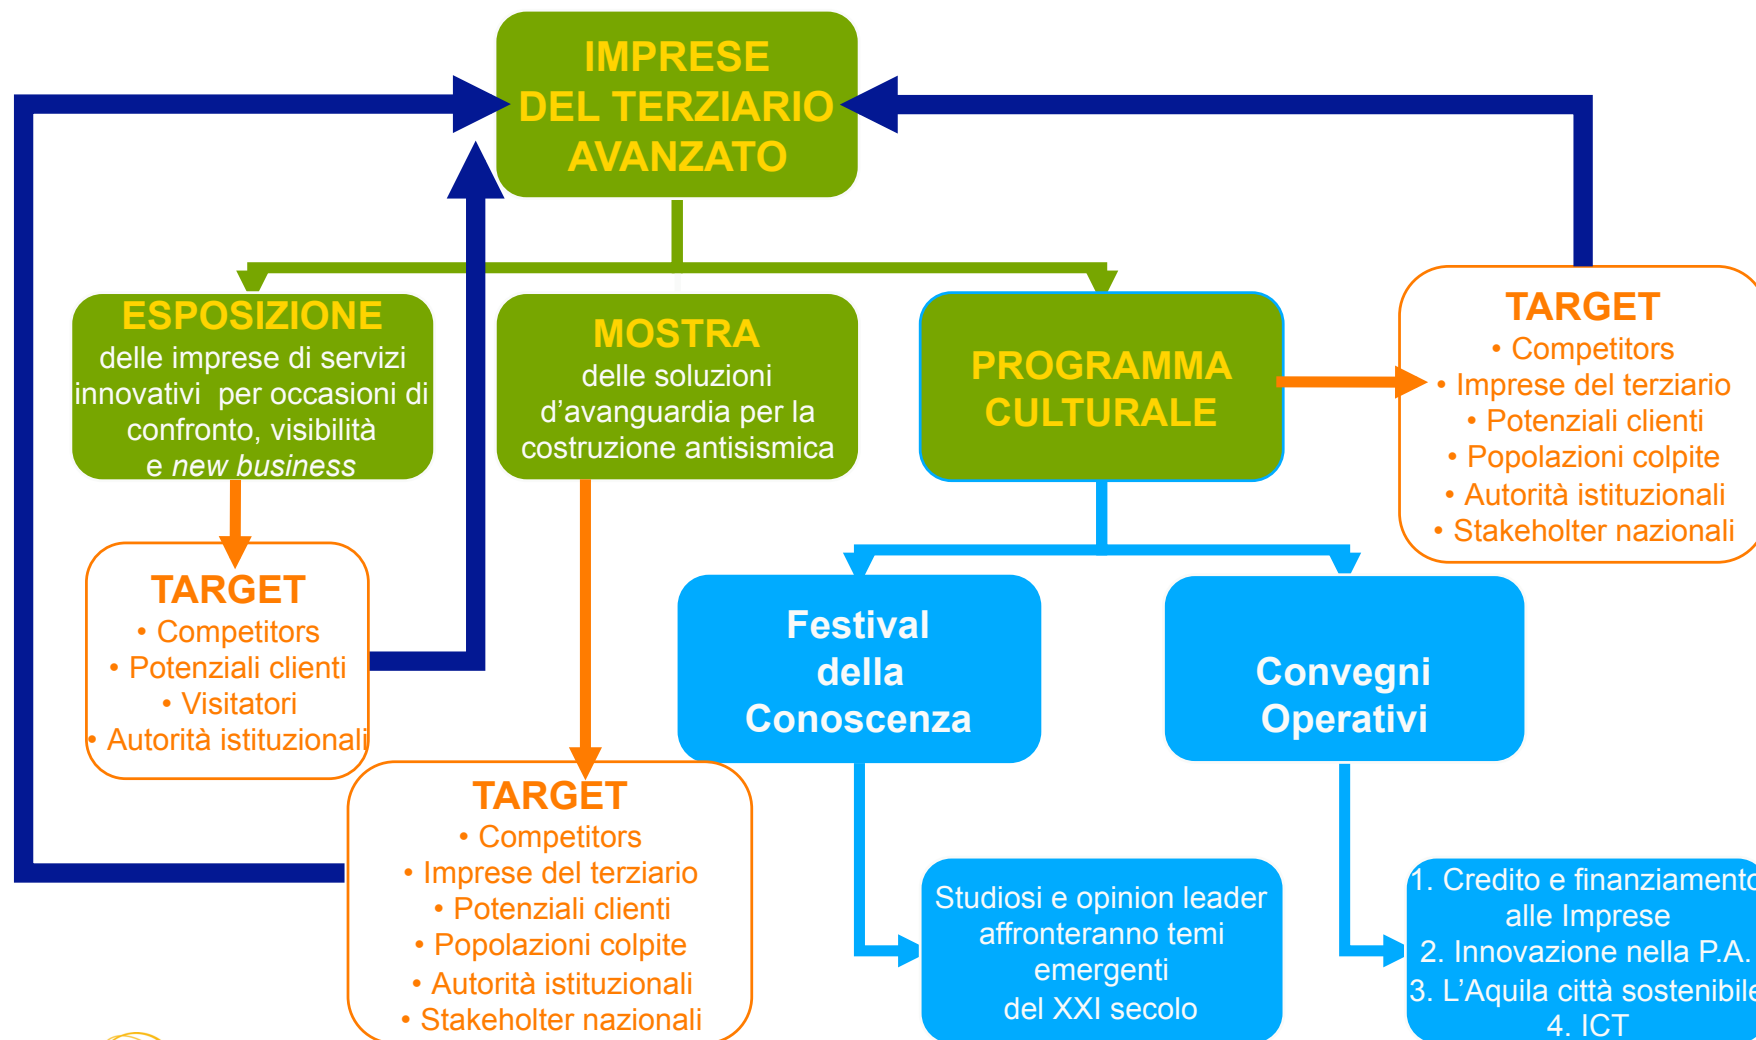 IMPRESE
DEL TERZIARIO
AVANZATO
ESPOSIZIONE
delle imprese di servizi
innovativi per occasioni di
confronto, visibilità
e new business
MOSTRA
delle soluzioni
d’avanguardia per la
costruzione antisismica
PROGRAMMA
CULTURALE
TARGET
• Competitors
• Imprese del terziario
• Potenziali clienti
• Popolazioni colpite
• Autorità istituzionali
• Stakeholter nazionali
TARGET
• Competitors
• Potenziali clienti
• Visitatori
• Autorità istituzionali
Festival
della
Conoscenza
Convegni
Operativi
TARGET
• Competitors
• Imprese del terziario
• Potenziali clienti
• Popolazioni colpite
• Autorità istituzionali
• Stakeholter nazionali
Studiosi e opinion leader
affronteranno temi
emergenti
del XXI secolo
1. Credito e finanziamento
alle Imprese
2. Innovazione nella P.A.
3. L’Aquila città sostenibile
4. ICT